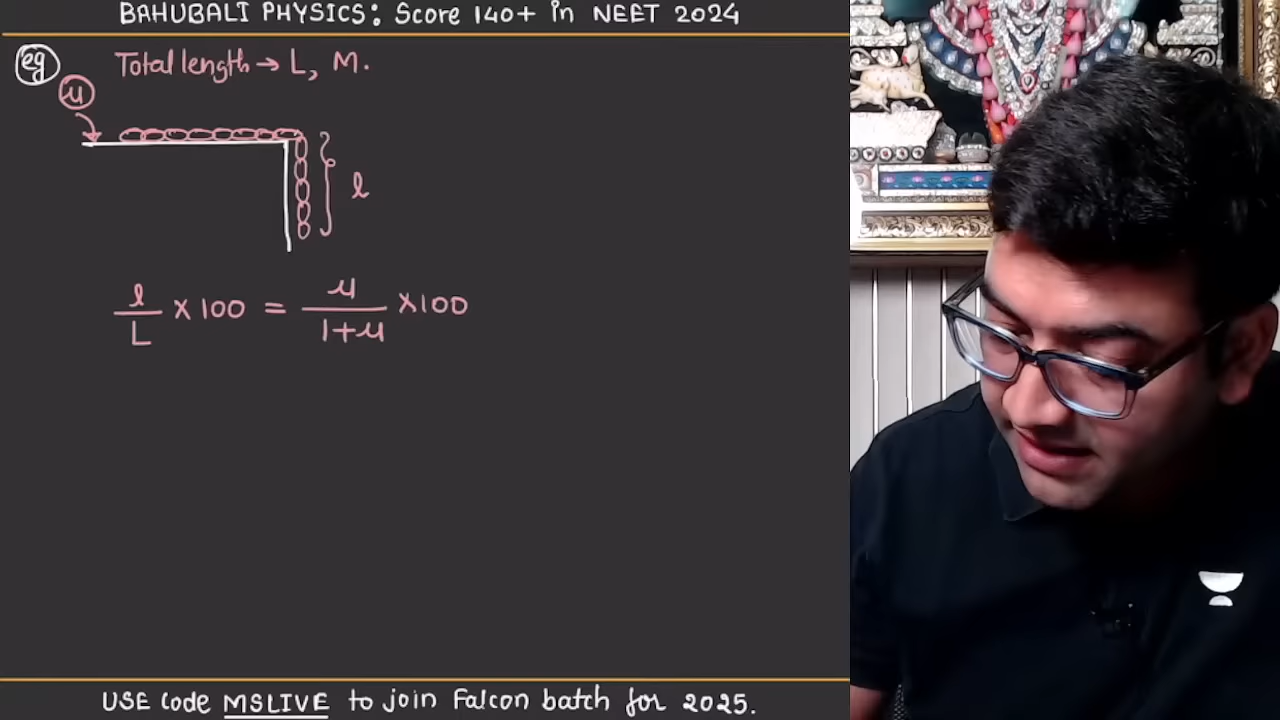 BAHUBALI PHYSICS: Score 140+ in NEET 2024
eg Total length → L, M.
μ
l
l/L × 100 = μ/1+μ × 100
USE Code MSLIVE to join Falcon batch for 2025.